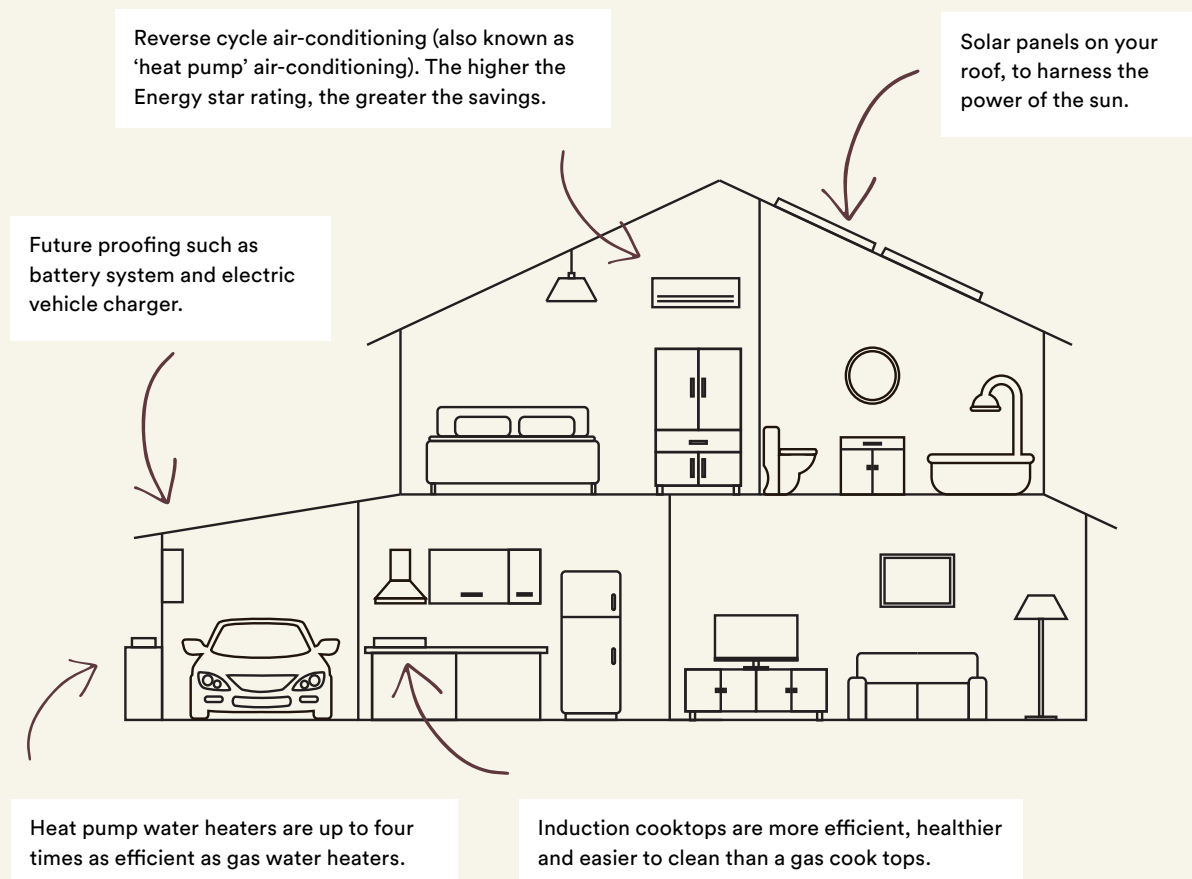 Reverse cycle air-conditioning (also known as
‘heat pump’ air-conditioning). The higher the
Energy star rating, the greater the savings.
Solar panels on your
roof, to harness the
power of the sun.
Future proofing such as
battery system and electric
vehicle charger.
Heat pump water heaters are up to four
times as efficient as gas water heaters.
Induction cooktops are more efficient, healthier
and easier to clean than a gas cook tops.